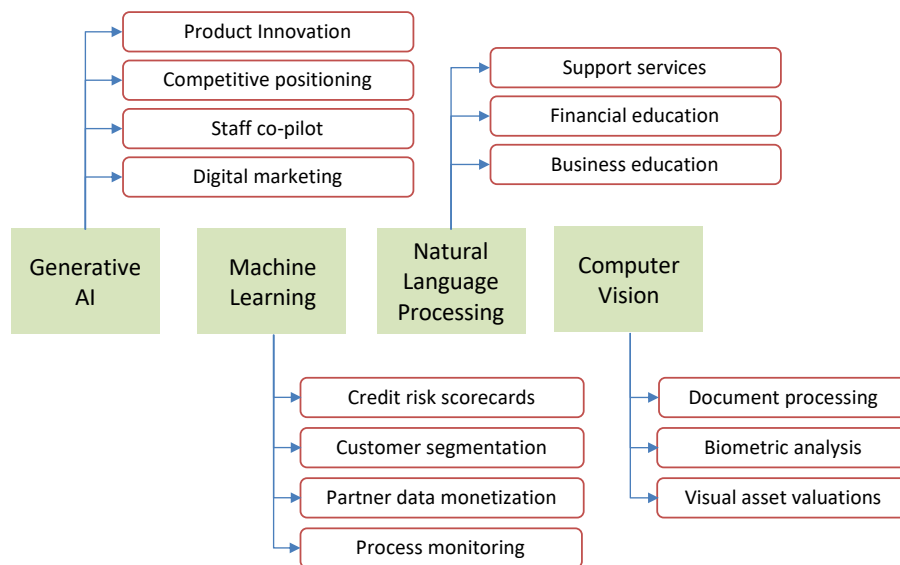 Product Innovation
Competitive positioning
Staff co-pilot
Digital marketing
Support services
Financial education
Business education
Generative
AI
Machine
Learning
Natural
Language
Processing
Computer
Vision
Credit risk scorecards
Customer segmentation
Partner data monetization
Process monitoring
Document processing
Biometric analysis
Visual asset valuations